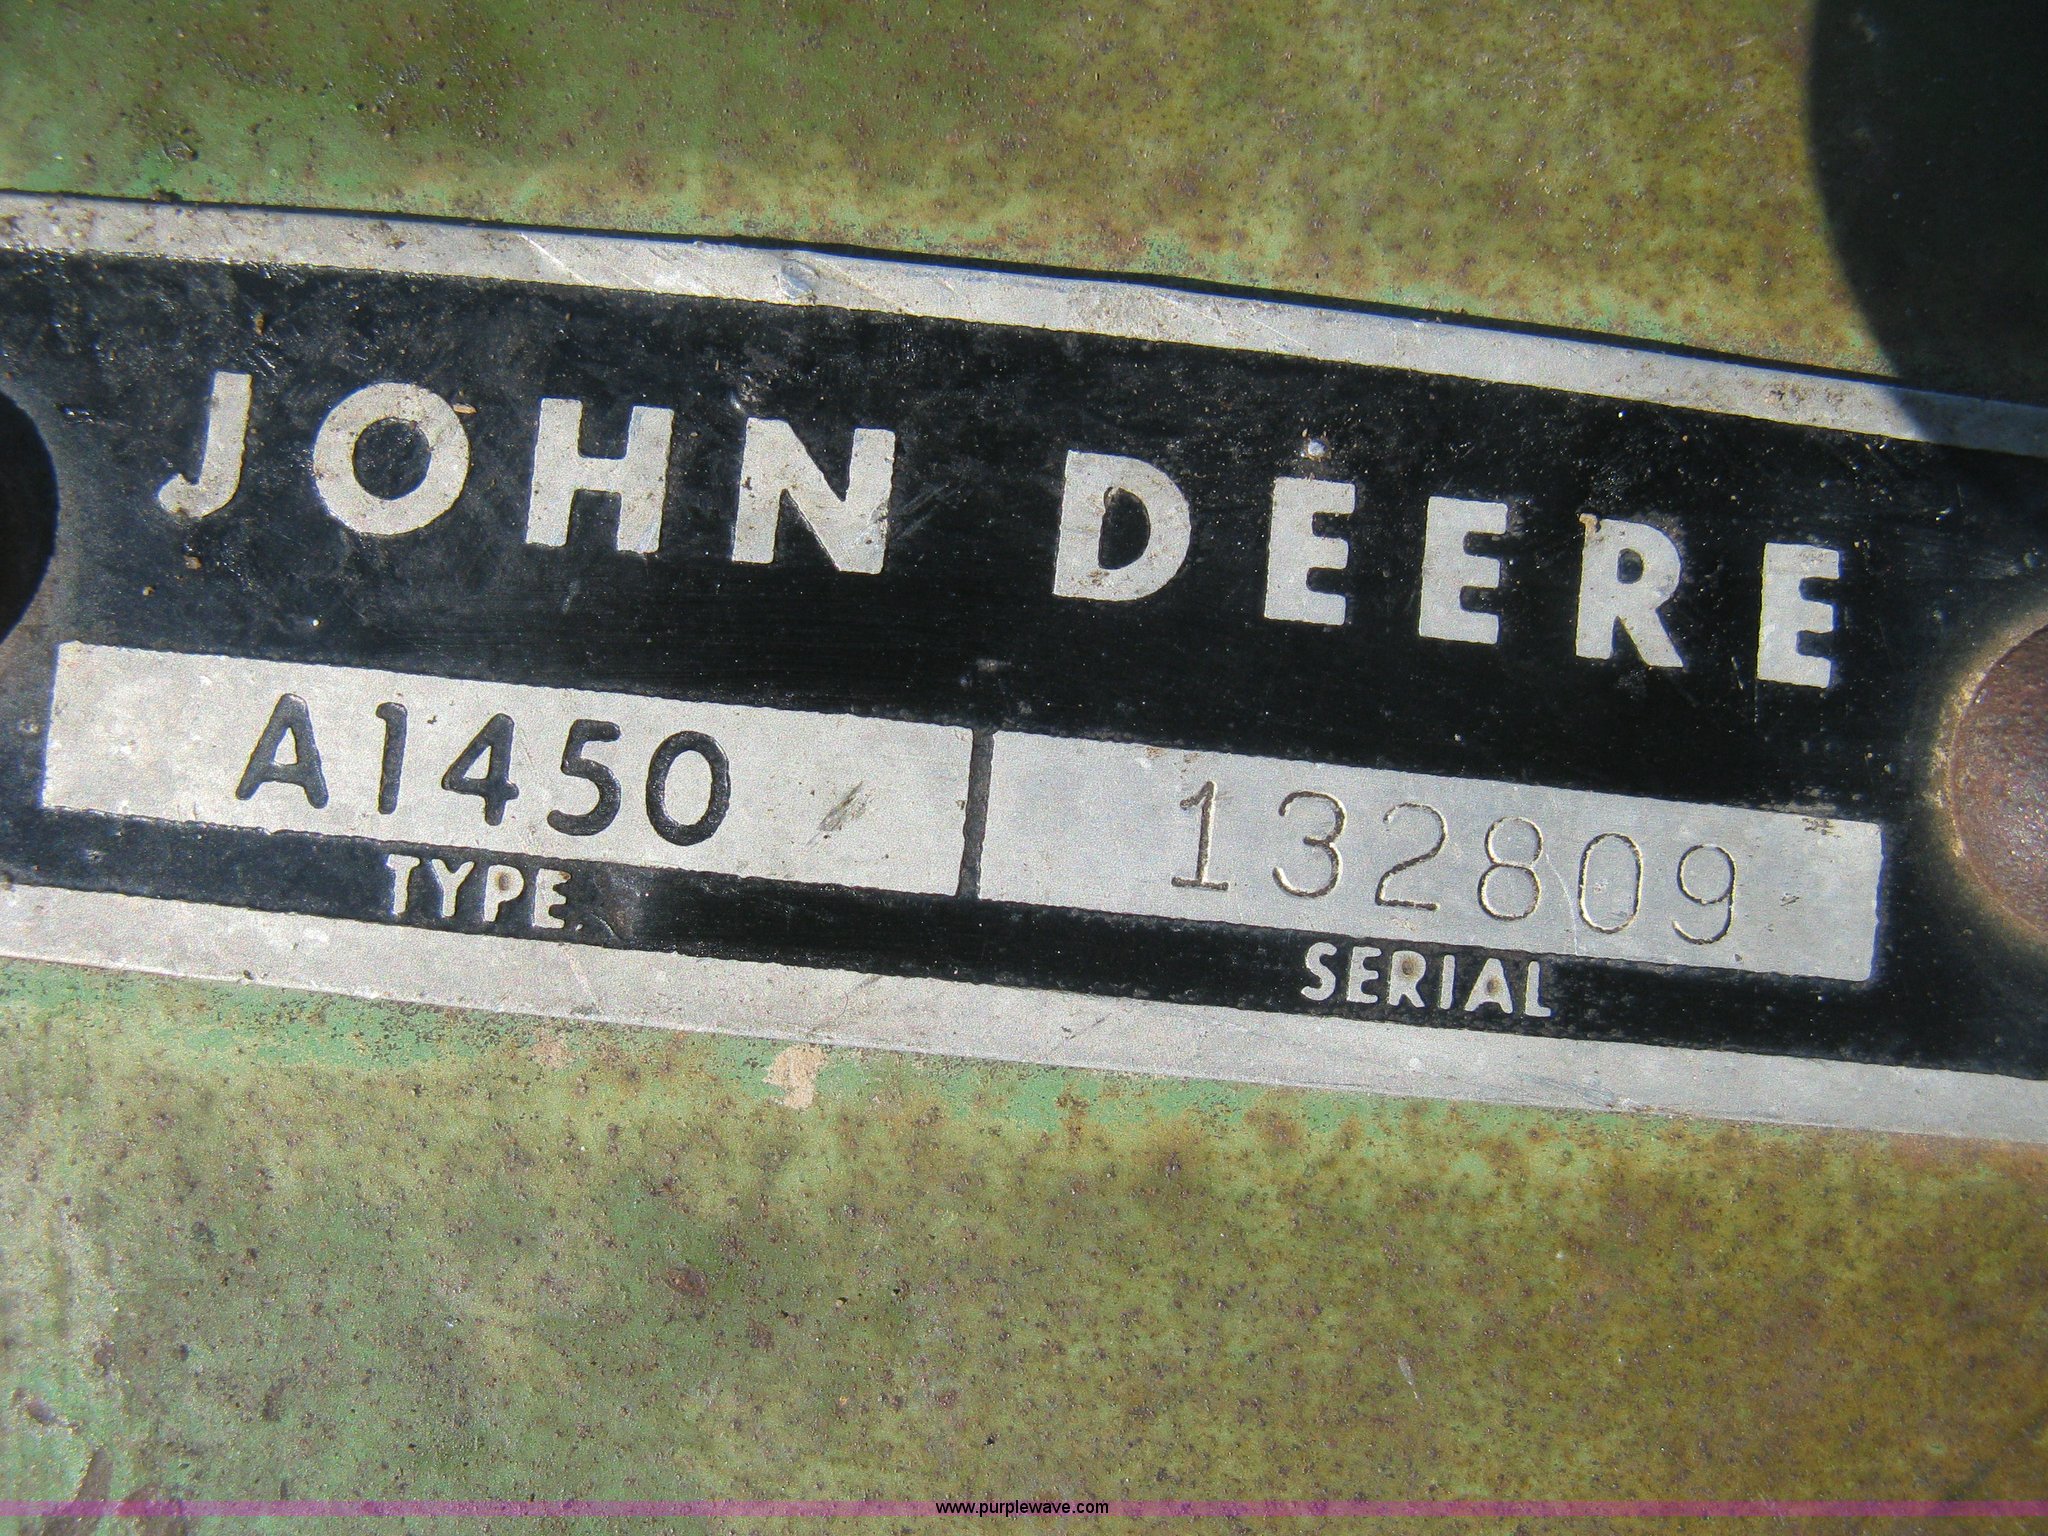 JOHN DEERE
A1450 132809
TYPE SERIAL
www.purplewave.com